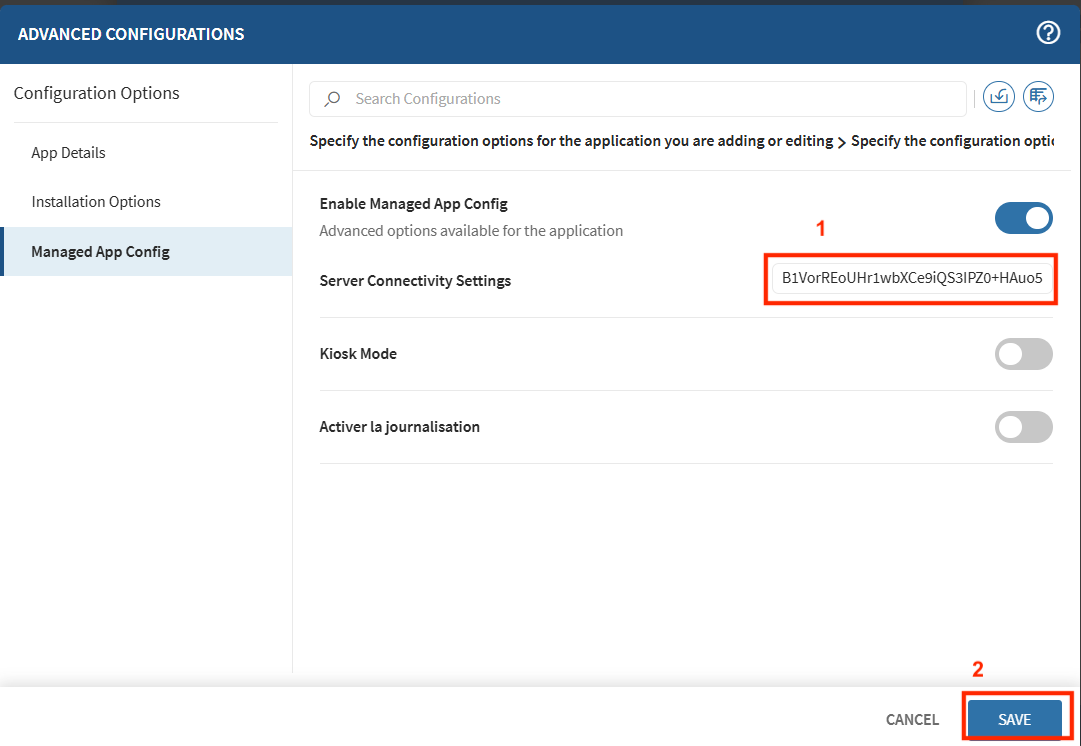 ADVANCED CONFIGURATIONS
?
Configuration Options
App Details
Installation Options
Managed App Config
Search Configurations
Specify the configuration options for the application you are adding or editing > Specify the configuration optic
Enable Managed App Config
Advanced options available for the application
1
Server Connectivity Settings
B1VorREoUHr1wbXCe9iQS3IPZ0+HAuo5
Kiosk Mode
Activer la journalisation
2
CANCEL
SAVE